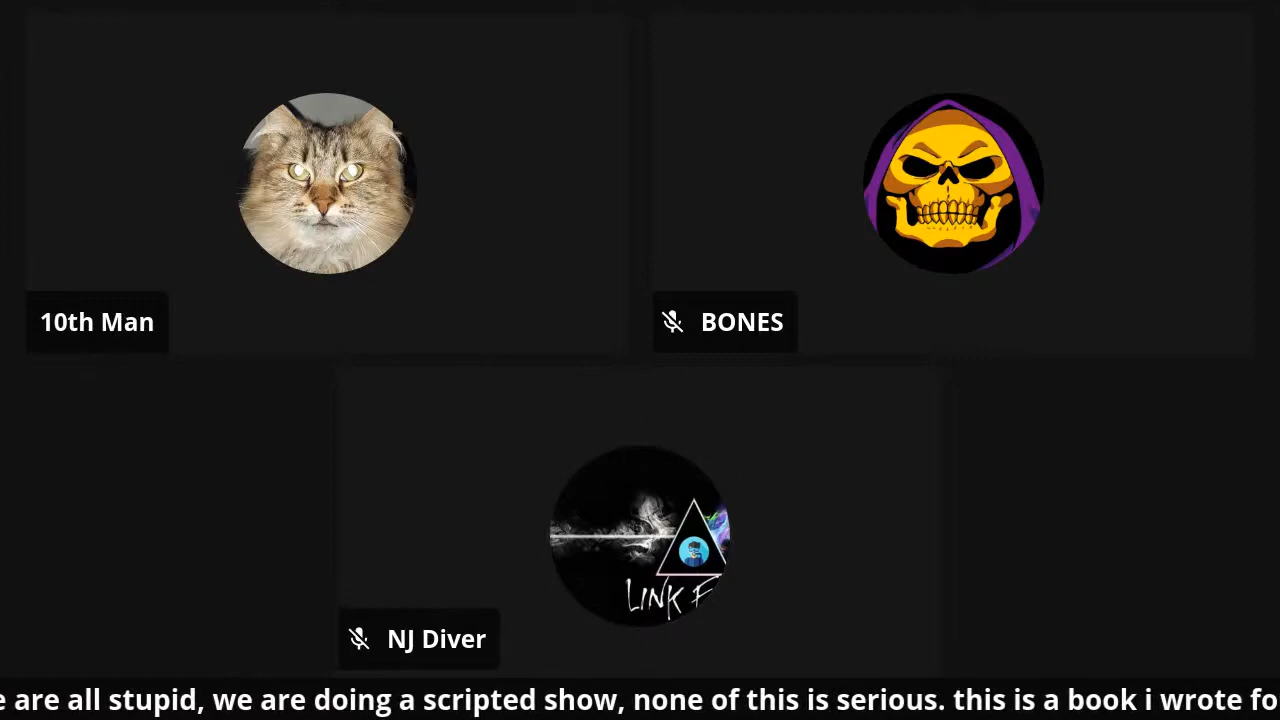 10th Man
BONES
LINK
NJ Diver
are all stupid, we are doing a scripted show, none of this is serious. this is a book i wrote